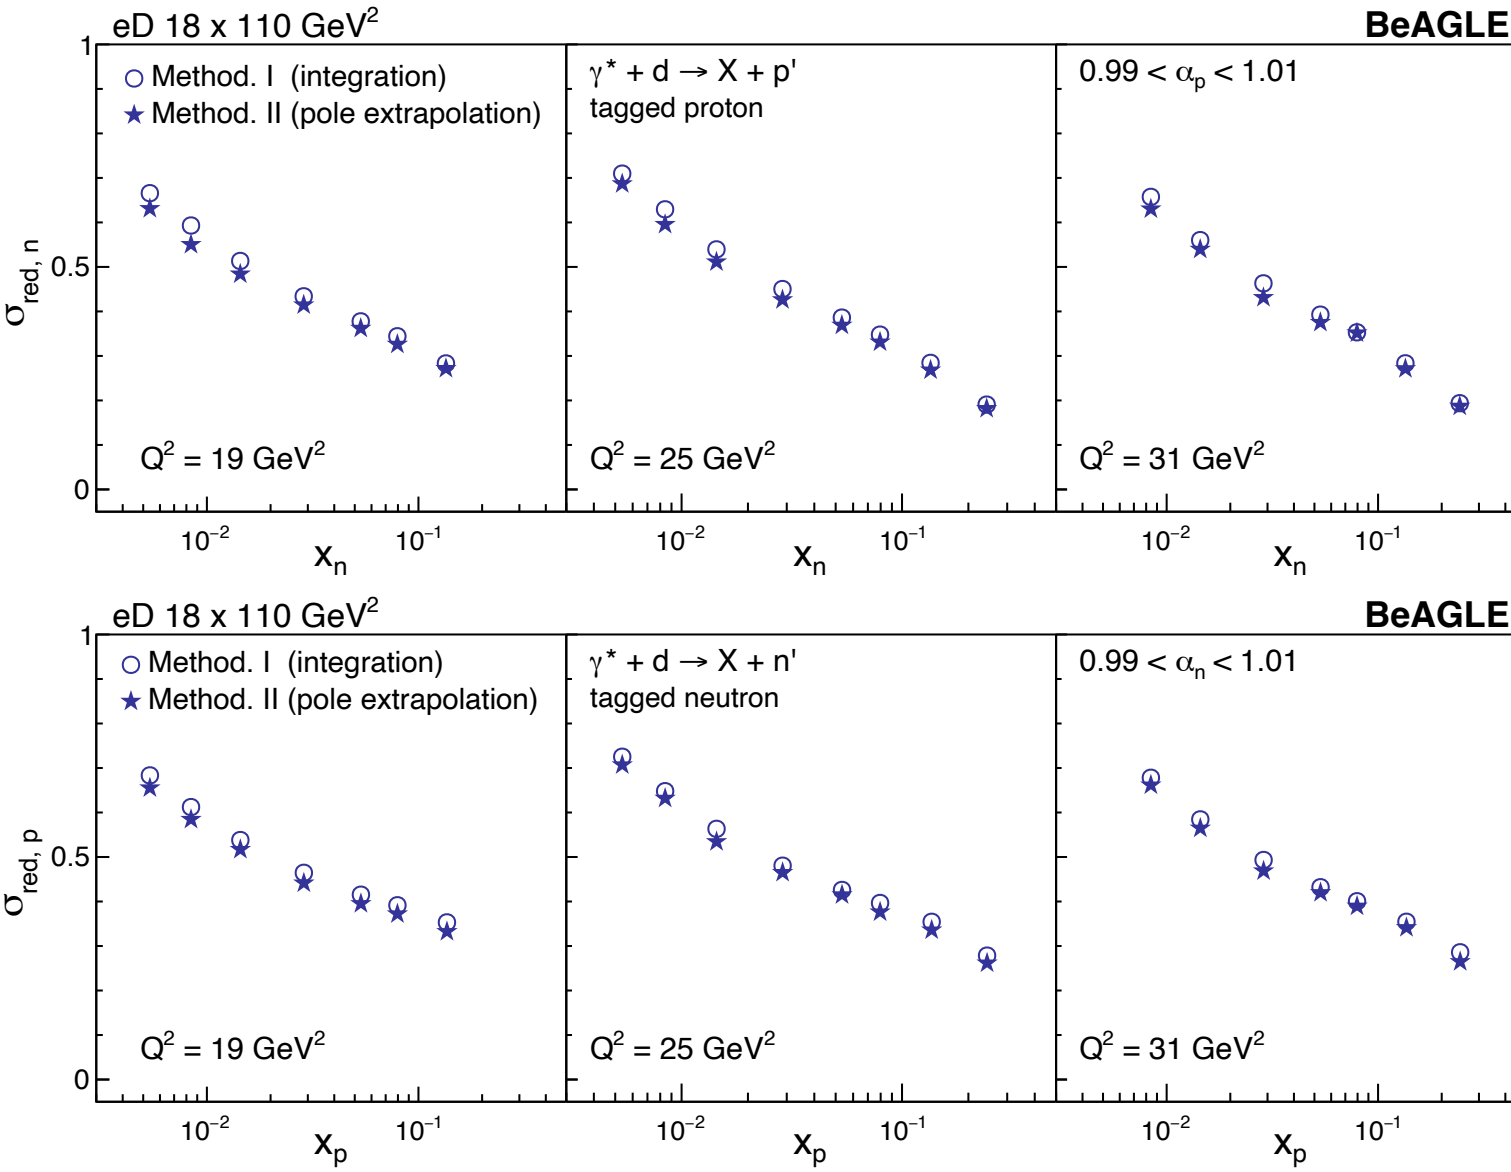 eD 18 x 110 GeV² BeAGLE
1
Method. I (integration)
Method. II (pole extrapolation)
γ* + d → X + p'
tagged proton
0.99 < αp < 1.01
0.5
σred, n
Q² = 19 GeV²
Q² = 25 GeV²
Q² = 31 GeV²
0
10⁻² 10⁻¹ 10⁻² 10⁻¹ 10⁻² 10⁻¹
xn xn xn
eD 18 x 110 GeV² BeAGLE
1
Method. I (integration)
Method. II (pole extrapolation)
γ* + d → X + n'
tagged neutron
0.99 < αn < 1.01
0.5
σred, p
Q² = 19 GeV²
Q² = 25 GeV²
Q² = 31 GeV²
0
10⁻² 10⁻¹ 10⁻² 10⁻¹ 10⁻² 10⁻¹
xp xp xp